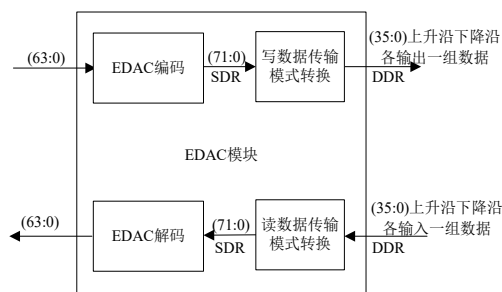 (63:0)
EDAC编码
(71:0)
SDR
写数据传输
模式转换
(35:0)上升沿下降沿
各输出一组数据
DDR
EDAC模块
(63:0)
EDAC解码
(71:0)
SDR
读数据传输
模式转换
(35:0)上升沿下降沿
各输入一组数据
DDR